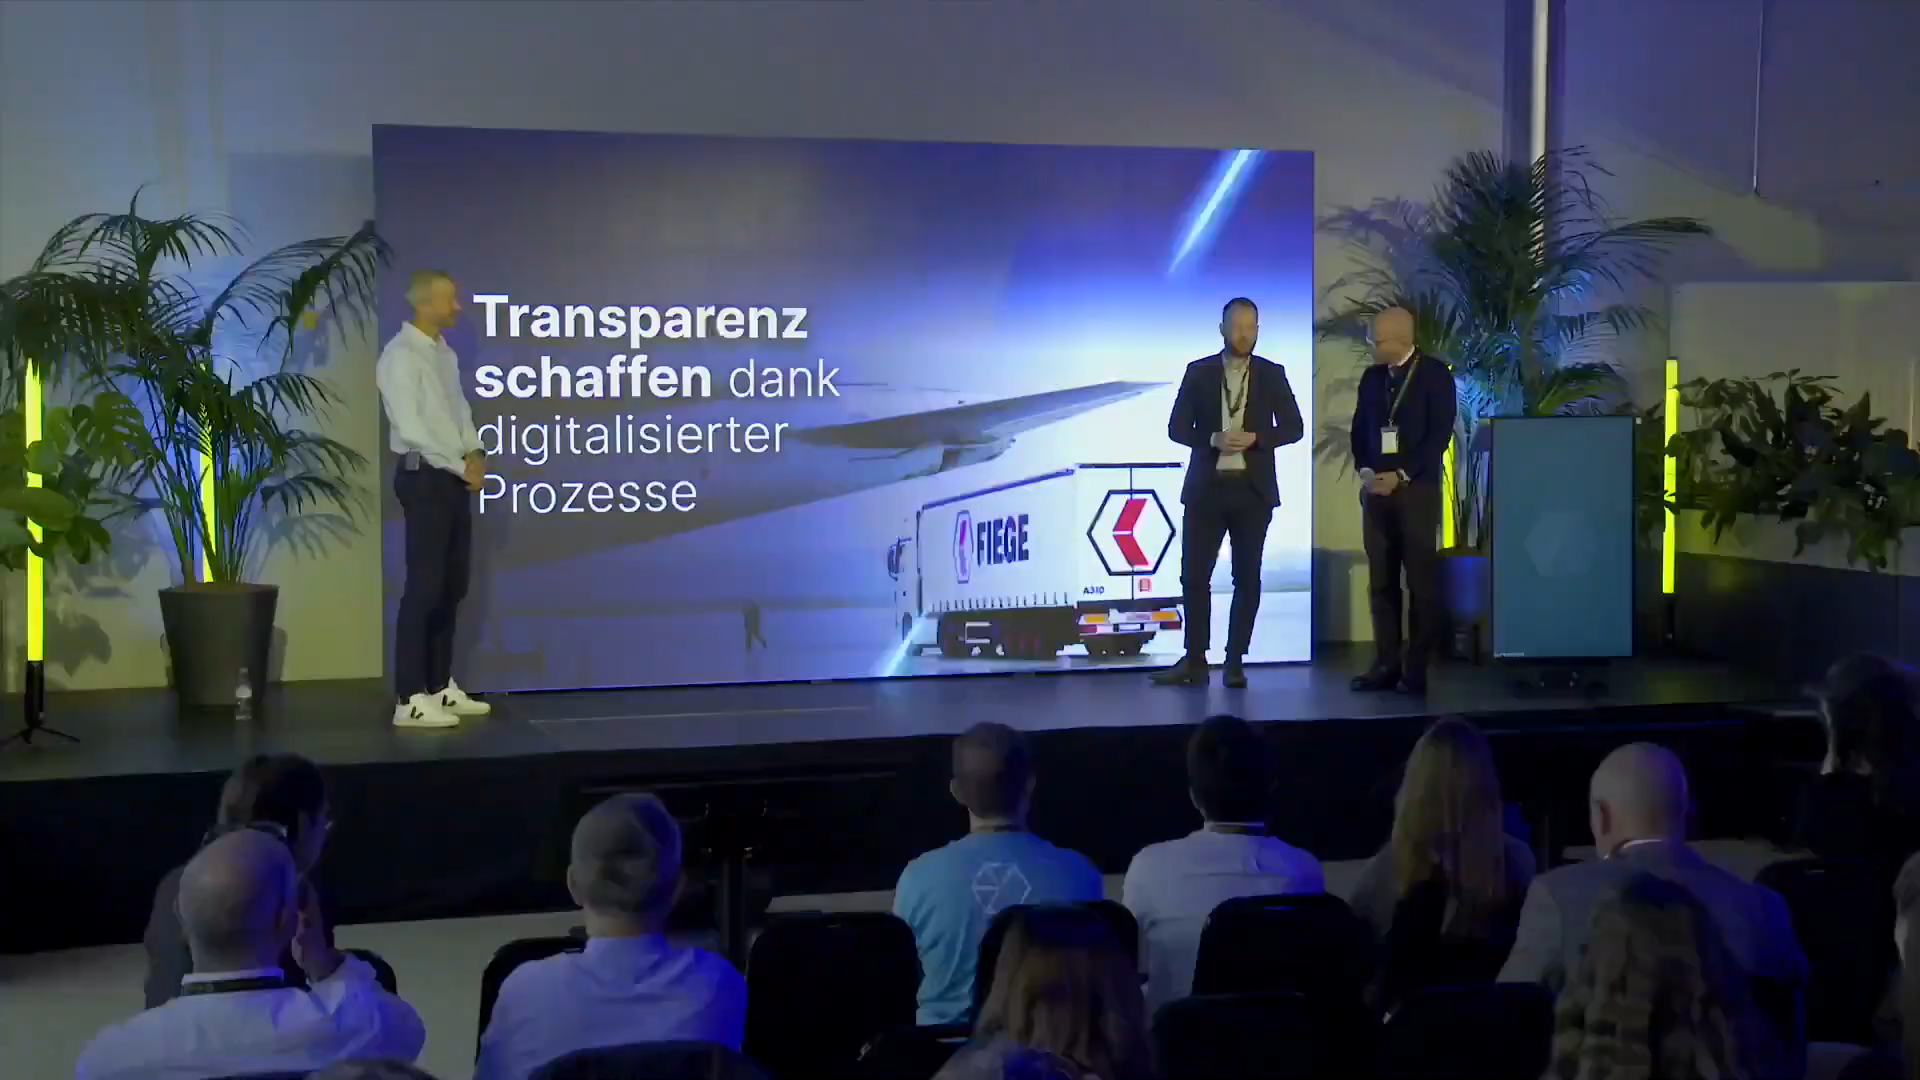 Transparenz
schaffen dank
digitalisierter
Prozesse
FIEGE
A310